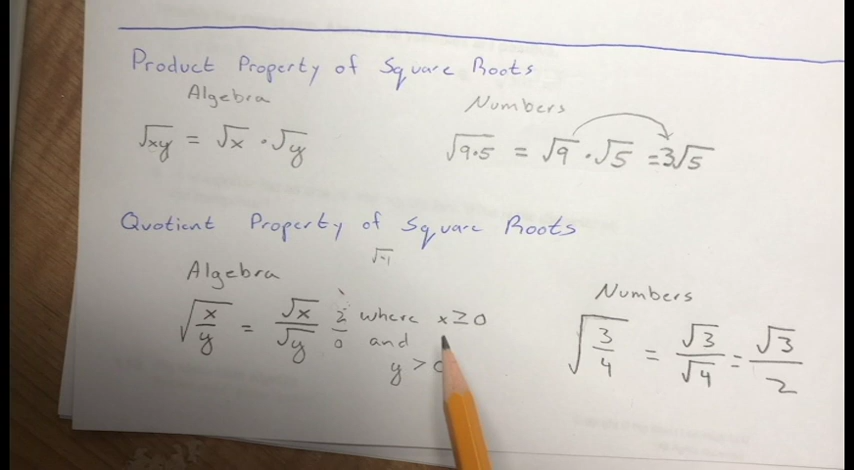 Product Property of Square Roots
Algebra
Numbers
√xy = √x · √y
√9·5 = √9 · √5 = 3√5
Quotient Property of Square Roots
√-1
Algebra
Numbers
√x/y = √x/√y 2/0 where x ≥ 0
and
y >
√3/4 = √3/√4 = √3/2